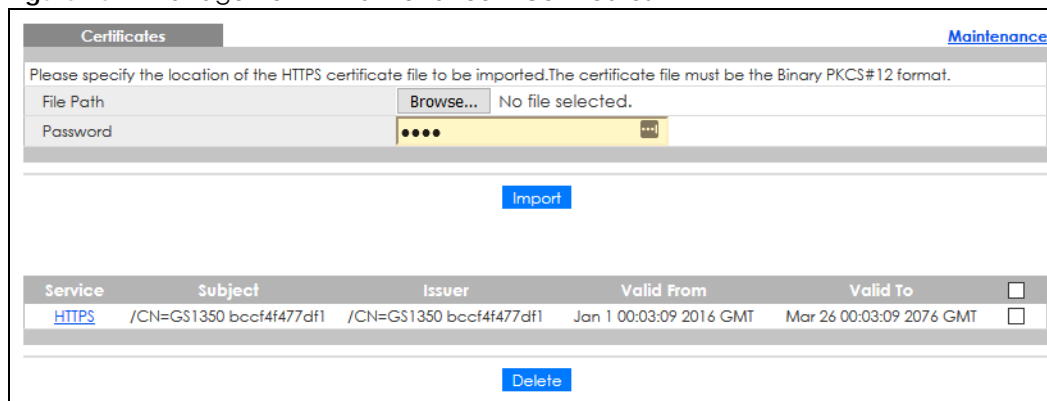 Certificates
Maintenance
Please specify the location of the HTTPS certificate file to be imported.The certificate file must be the Binary PKCS#12 format.
File Path Browse... No file selected.
Password ••••
Import
Service Subject Issuer Valid From Valid To
HTTPS /CN=GS1350 bccf4f477df1 /CN=GS1350 bccf4f477df1 Jan 1 00:03:09 2016 GMT Mar 26 00:03:09 2076 GMT
Delete